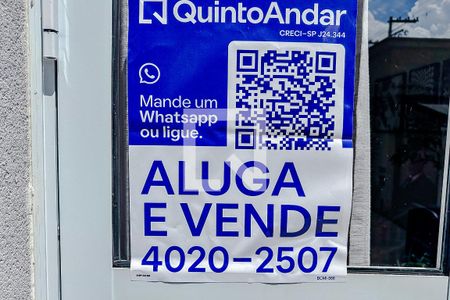 QuintoAndar
CRECI-SP J24.344
Mande um
Whatsapp
ou ligue.
ALUGA
E VENDE
4020-2507